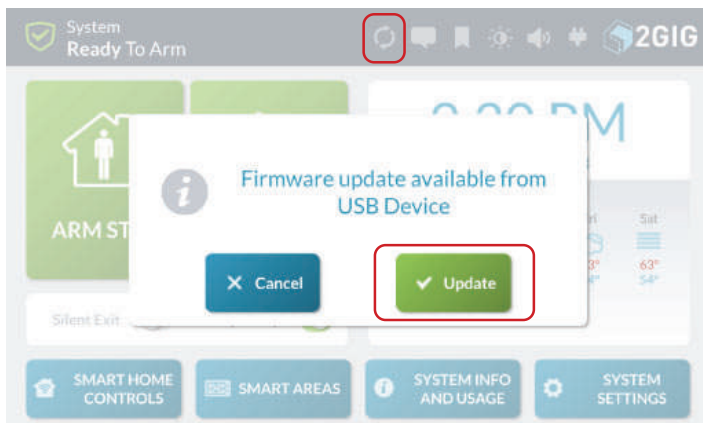 System
Ready To Arm
2GIG
PM
Firmware update available from
USB Device
ARM ST
Sat
Cancel
Update
63°
54°
Silent Exit
SMART HOME
CONTROLS
SMART AREAS
SYSTEM INFO
AND USAGE
SYSTEM
SETTINGS